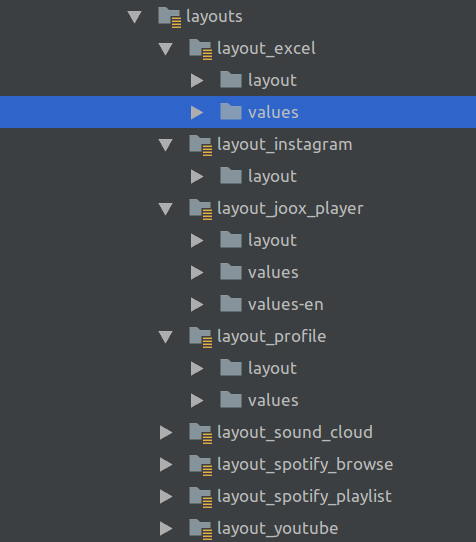 layouts
layout_excel
layout
values
layout_instagram
layout
layout_joox_player
layout
values
values-en
layout_profile
layout
values
layout_sound_cloud
layout_spotify_browse
layout_spotify_playlist
layout_youtube